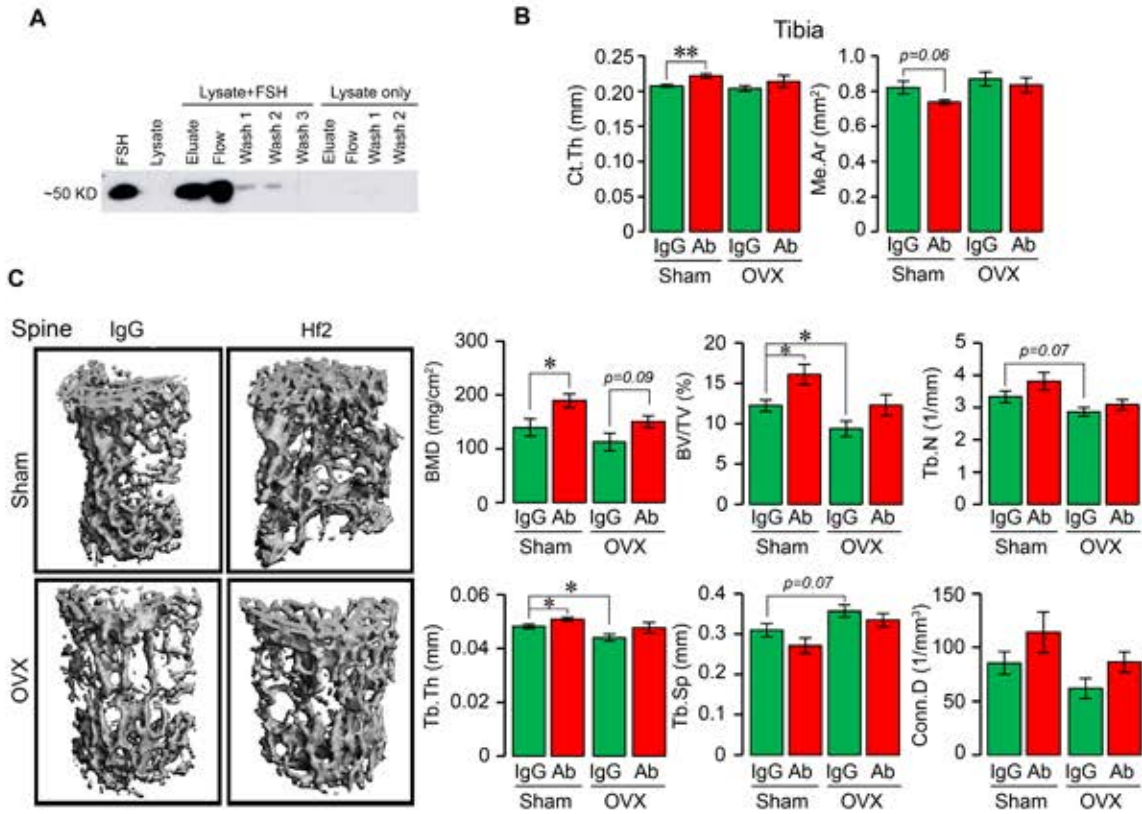 A
Lysate+FSH
Lysate only
FSH
Lysate
Eluate
Flow
Wash 1
Wash 2
Wash 3
Eluate
Flow
Wash 1
Wash 2
~50 KD
B
Tibia
Ct.Th (mm)
0.25
0.20
0.15
0.10
0.05
0
**
IgG Ab IgG Ab
Sham OVX
Me.Ar (mm²)
1.0
0.8
0.6
0.4
0.2
0
p=0.06
IgG Ab IgG Ab
Sham OVX
C
Spine IgG Hf2
Sham
OVX
BMD (mg/cm²)
300
200
100
0
*
p=0.09
IgG Ab IgG Ab
Sham OVX
BV/TV (%)
20
15
10
5
0
*
*
IgG Ab IgG Ab
Sham OVX
Tb.N (1/mm)
5
4
3
2
1
0
p=0.07
IgG Ab IgG Ab
Sham OVX
Tb.Th (mm)
0.06
0.04
0.02
0
*
*
IgG Ab IgG Ab
Sham OVX
Tb.Sp (mm)
0.4
0.3
0.2
0.1
0
p=0.07
IgG Ab IgG Ab
Sham OVX
Conn.D (1/mm³)
150
100
50
0
IgG Ab IgG Ab
Sham OVX